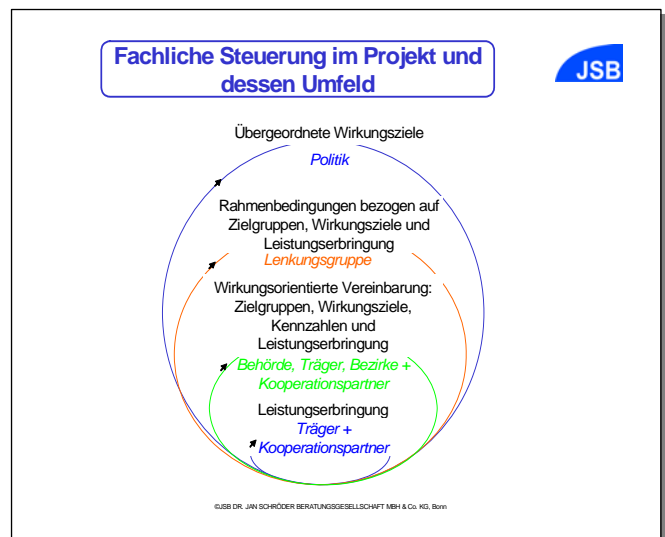 Fachliche Steuerung im Projekt und
dessen Umfeld
JSB
Übergeordnete Wirkungsziele
Politik
Rahmenbedingungen bezogen auf
Zielgruppen, Wirkungsziele und
Leistungserbringung
Lenkungsgruppe
Wirkungsorientierte Vereinbarung:
Zielgruppen, Wirkungsziele,
Kennzahlen und
Leistungserbringung
Behörde, Träger, Bezirke +
Kooperationspartner
Leistungserbringung
Träger +
Kooperationspartner
©JSB DR. JAN SCHRÖDER BERATUNGSGESELLSCHAFT MBH & Co. KG, Bonn